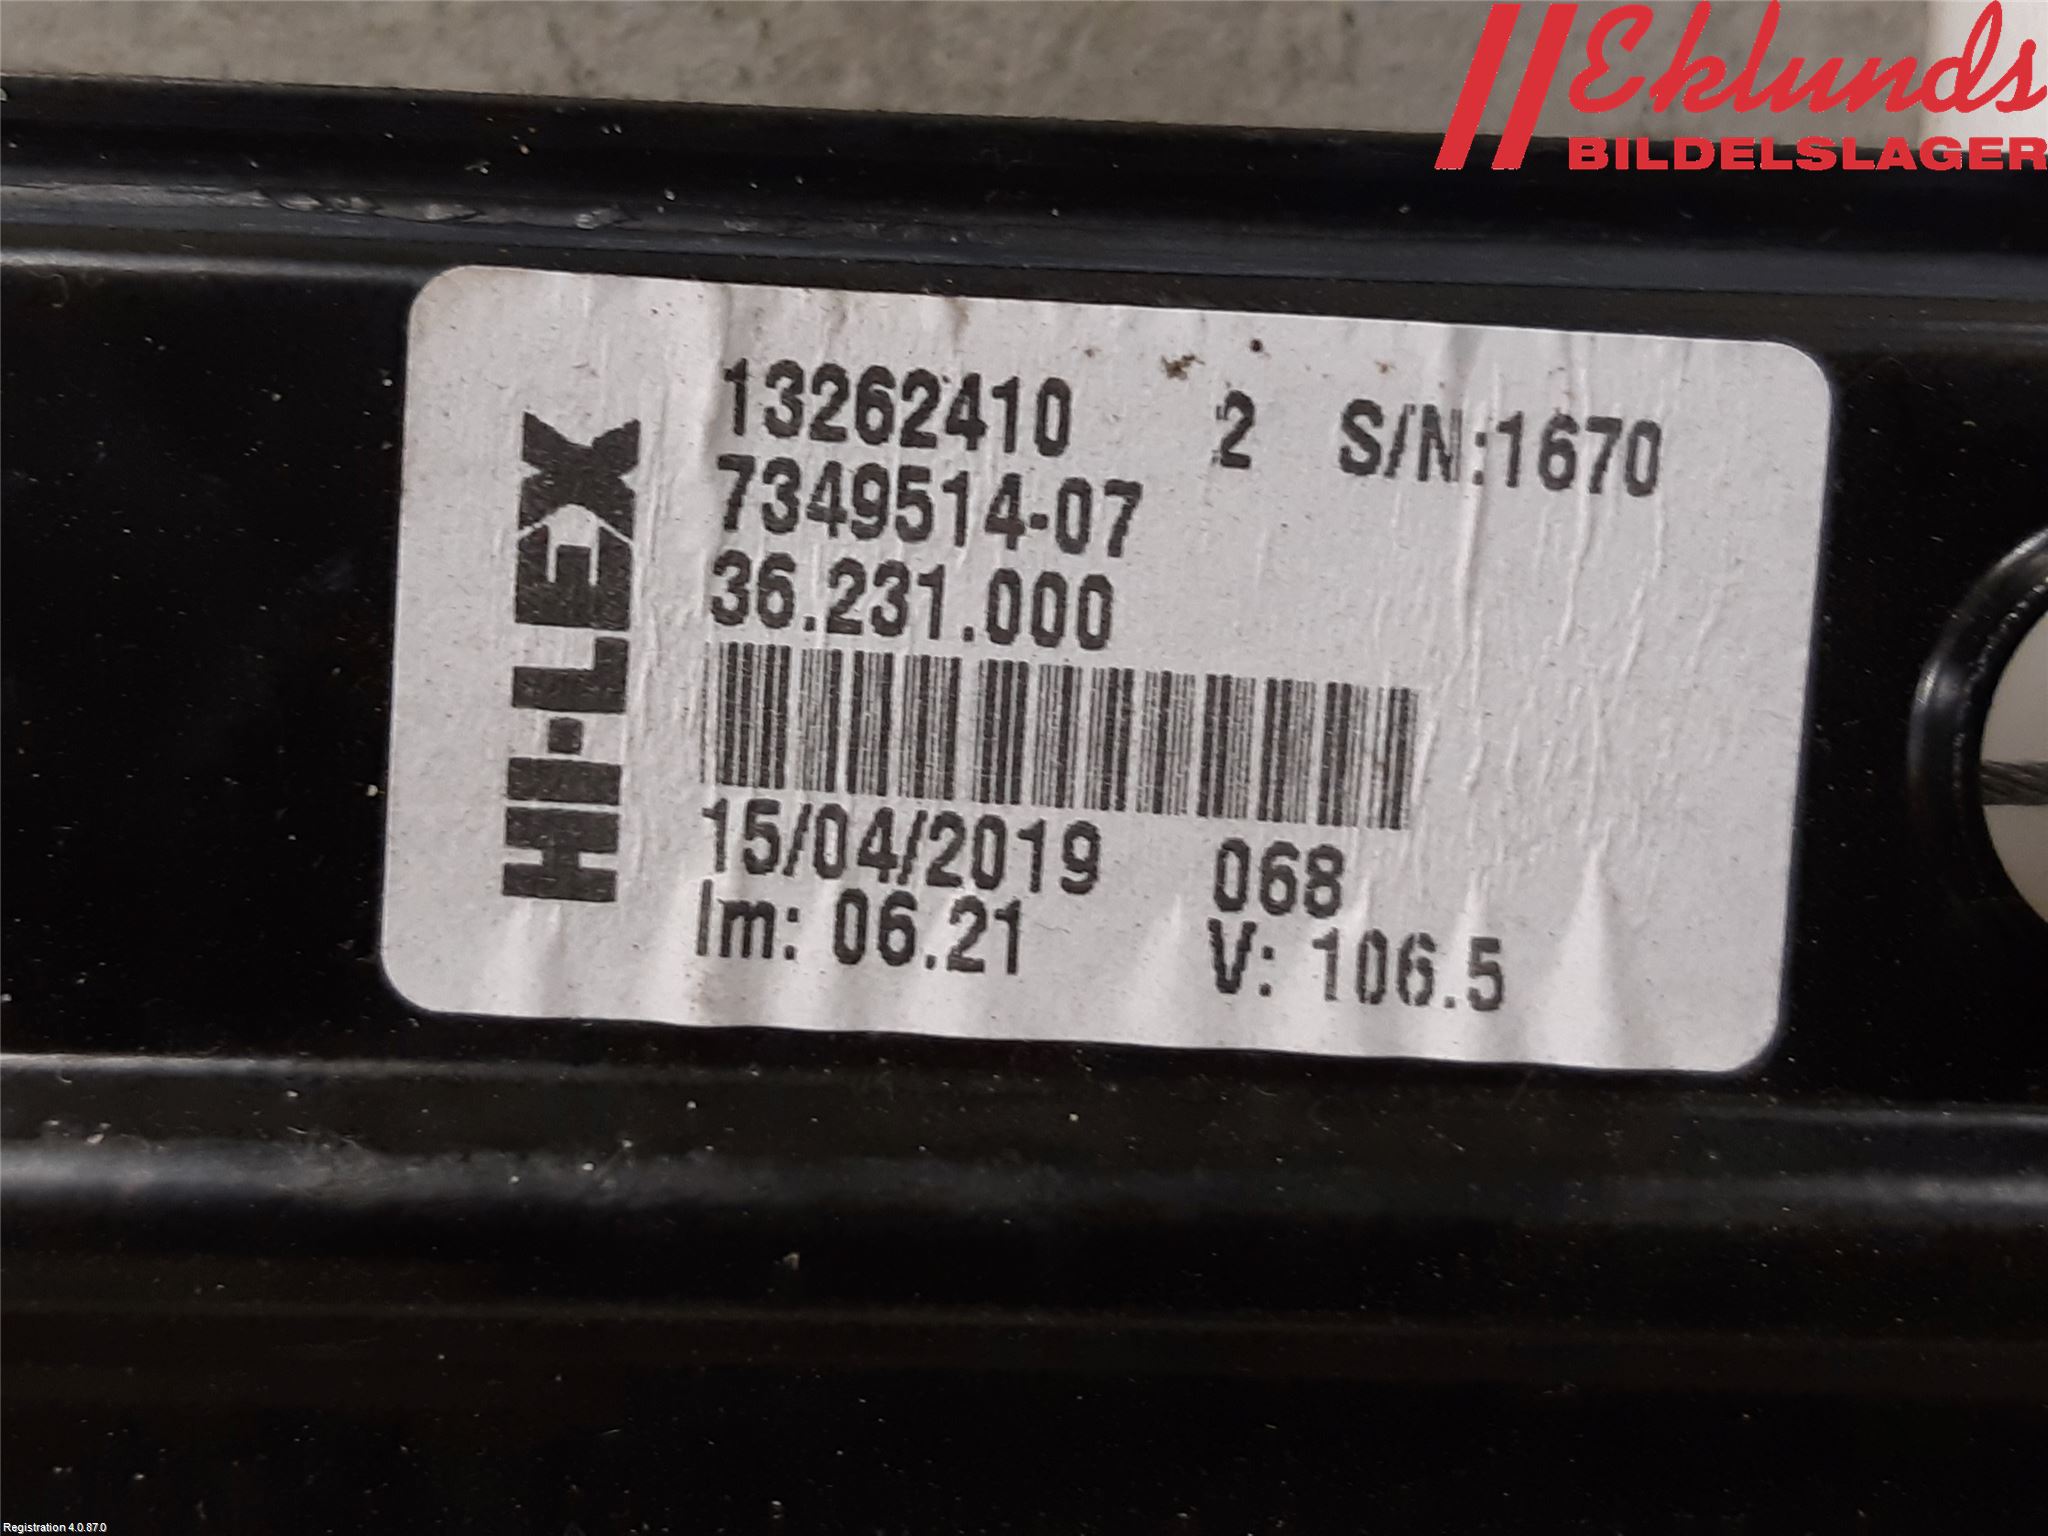 Eklunds
BILDELSLAGER
HI-LEX
13262410 2 S/N:1670
7349514-07
36.231.000
15/04/2019 068
Im: 06.21 V: 106.5
Registration 4.0.87.0